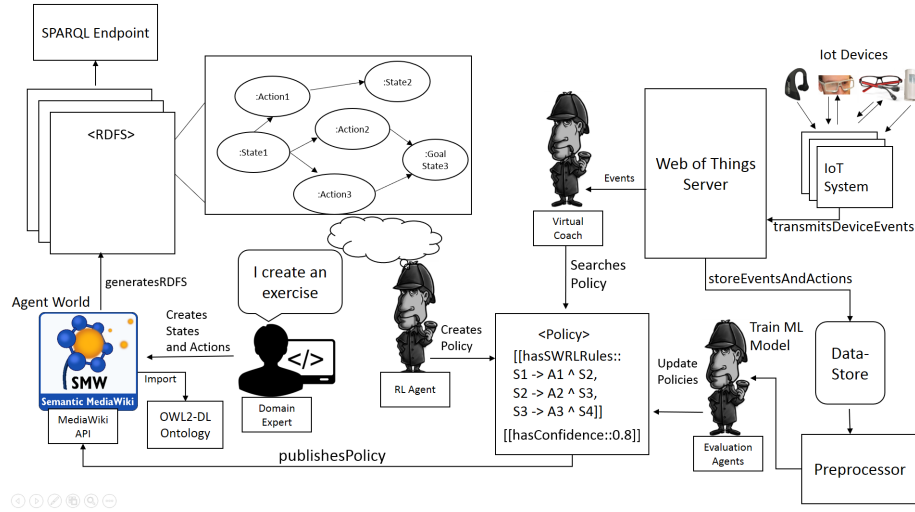 SPARQL Endpoint
<RDFS>
:State2
:Action1
:Action2
:State1
:Goal
State3
:Action3
Iot Devices
IoT
System
Web of Things
Server
Events
Virtual
Coach
transmitsDeviceEvents
Searches
Policy
storeEventsAndActions
generatesRDFS
Agent World
SMW
Semantic MediaWiki
MediaWiki
API
Creates
States
and Actions
Import
OWL2-DL
Ontology
I create an
exercise
</>
Domain
Expert
RL Agent
Creates
Policy
<Policy>
[[hasSWRLRules::
S1 -> A1 ^ S2,
S2 -> A2 ^ S3,
S3 -> A3 ^ S4]]
[[hasConfidence::0.8]]
Update
Policies
Train ML
Model
Evaluation
Agents
Data-
Store
Preprocessor
publishesPolicy